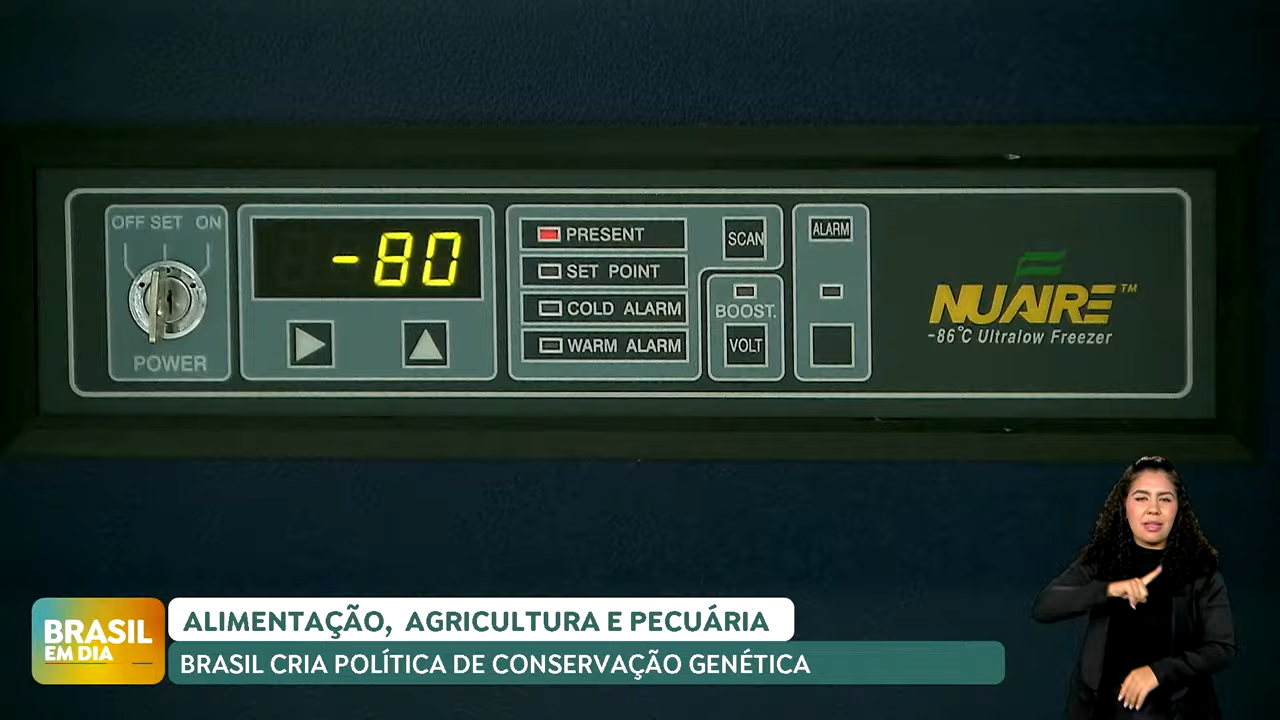 OFF SET ON
POWER
-80
PRESENT
SET POINT
COLD ALARM
WARM ALARM
SCAN
BOOST.
VOLT
ALARM
NUAIRE™
-86°C Ultralow Freezer
BRASIL
EM DIA
ALIMENTAÇÃO, AGRICULTURA E PECUÁRIA
BRASIL CRIA POLÍTICA DE CONSERVAÇÃO GENÉTICA